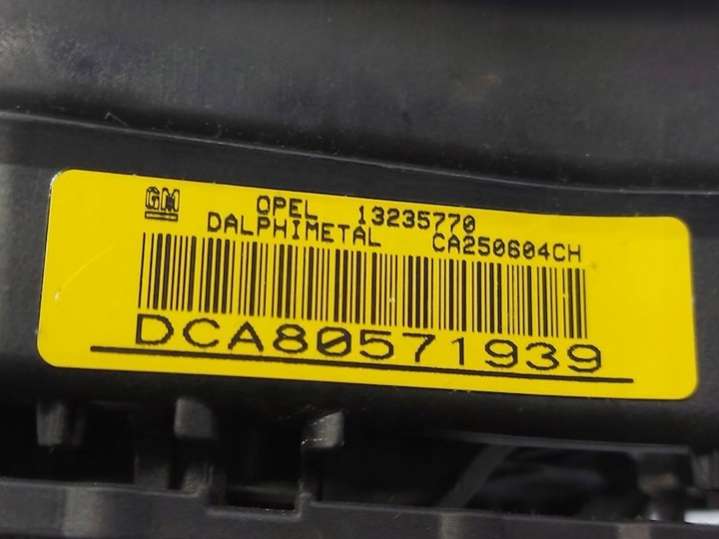 GM OPEL 13235770
DALPHIMETAL CA250604CH
DCA80571939